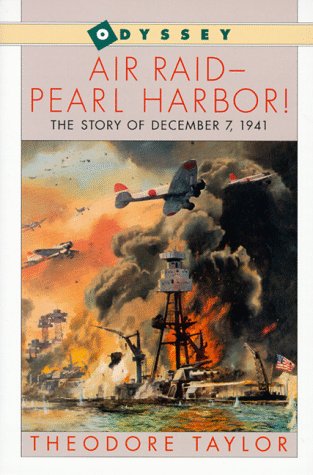 ODYSSEY
AIR RAID–
PEARL HARBOR!
THE STORY OF DECEMBER 7, 1941
THEODORE TAYLOR